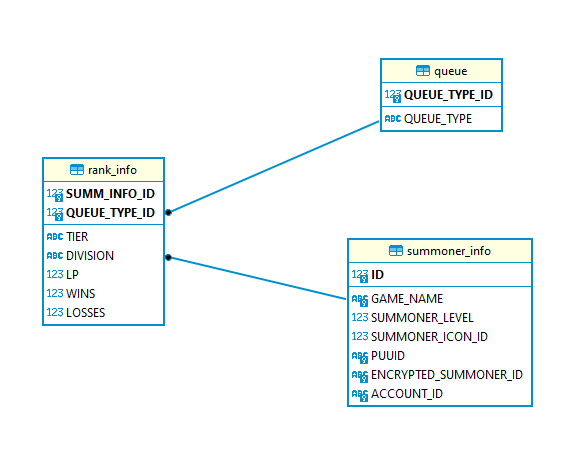 queue
123 QUEUE_TYPE_ID
ABC QUEUE_TYPE
rank_info
123 SUMM_INFO_ID
123 QUEUE_TYPE_ID
ABC TIER
ABC DIVISION
123 LP
123 WINS
123 LOSSES
summoner_info
123 ID
ABC GAME_NAME
123 SUMMONER_LEVEL
123 SUMMONER_ICON_ID
ABC PUUID
ABC ENCRYPTED_SUMMONER_ID
ABC ACCOUNT_ID